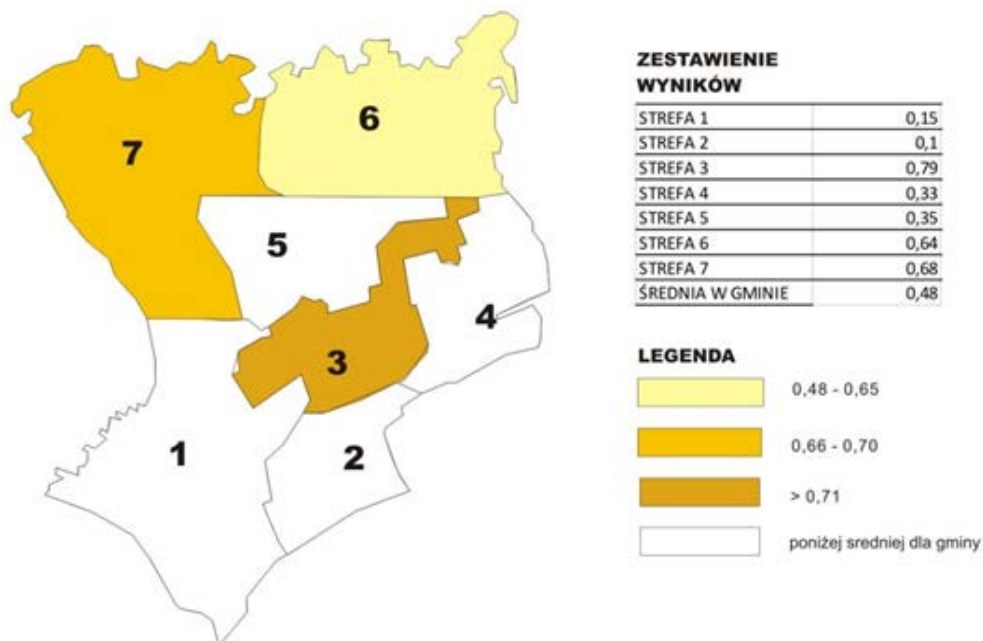 7
6
5
4
3
1
2
ZESTAWIENIE
WYNIKÓW
STREFA 1 0,15
STREFA 2 0,1
STREFA 3 0,79
STREFA 4 0,33
STREFA 5 0,35
STREFA 6 0,64
STREFA 7 0,68
ŚREDNIA W GMINIE 0,48
LEGENDA
0,48 - 0,65
0,66 - 0,70
> 0,71
poniżej sredniej dla gminy